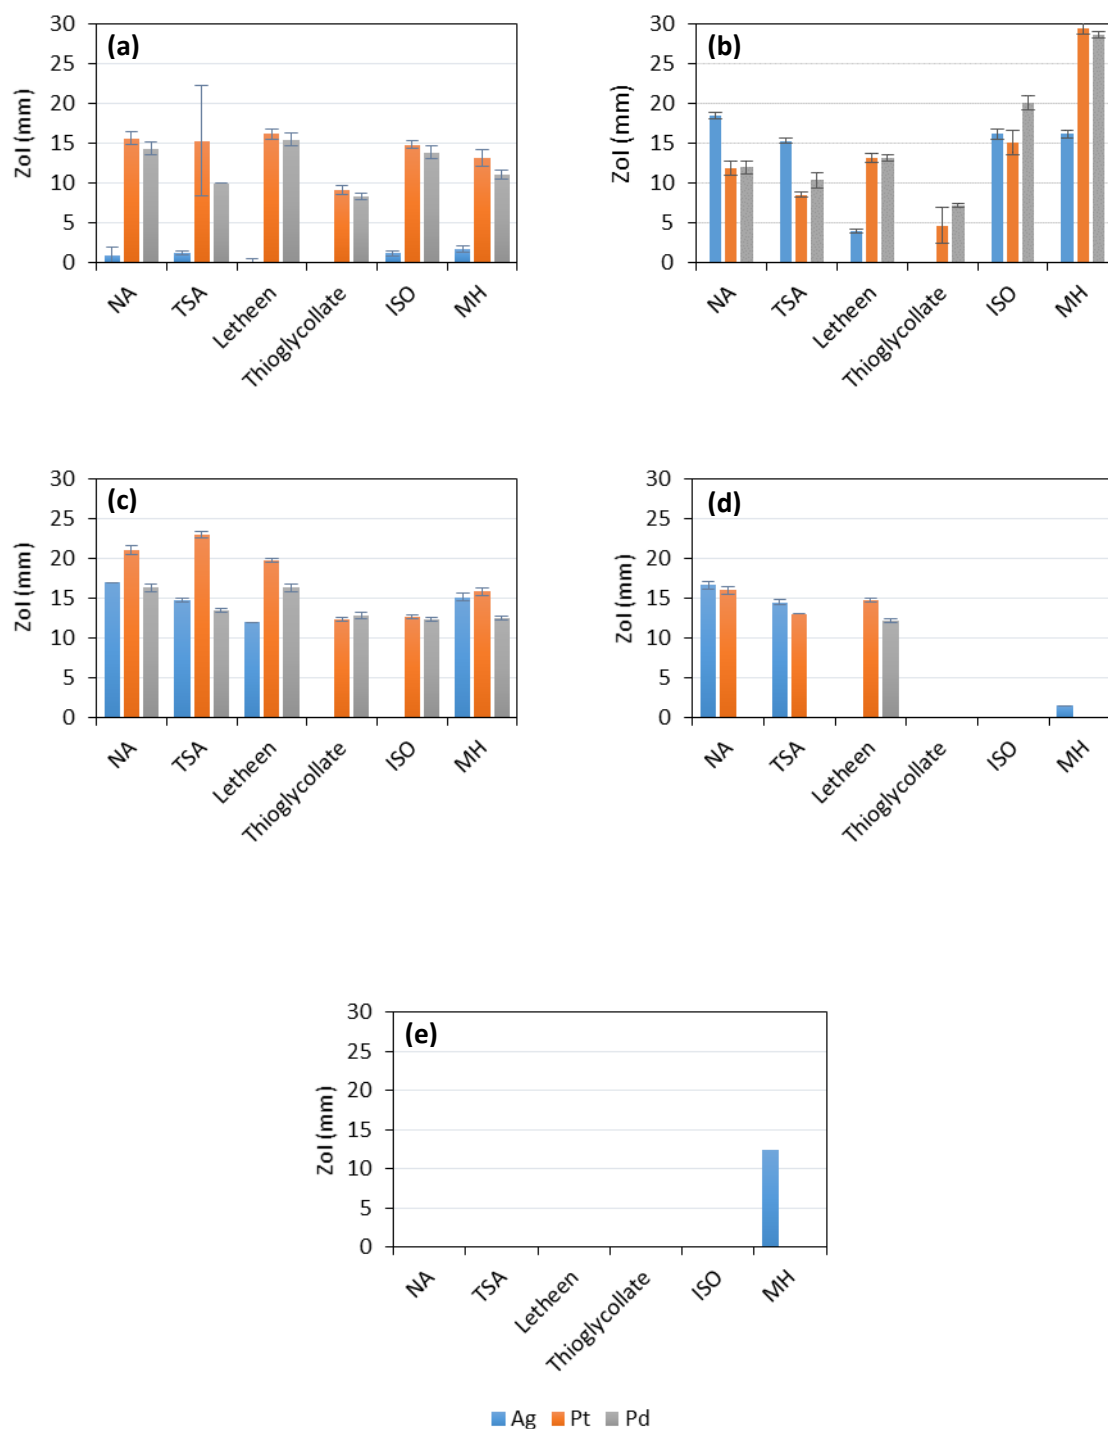 (a)
ZoI (mm)
30
25
20
15
10
5
0
NA
TSA
Letheen
Thioglycollate
ISO
MH
(b)
ZoI (mm)
30
25
20
15
10
5
0
NA
TSA
Letheen
Thioglycollate
ISO
MH
(c)
ZoI (mm)
30
25
20
15
10
5
0
NA
TSA
Letheen
Thioglycollate
ISO
MH
(d)
ZoI (mm)
30
25
20
15
10
5
0
NA
TSA
Letheen
Thioglycollate
ISO
MH
(e)
ZoI (mm)
30
25
20
15
10
5
0
NA
TSA
Letheen
Thioglycollate
ISO
MH
Ag Pt Pd